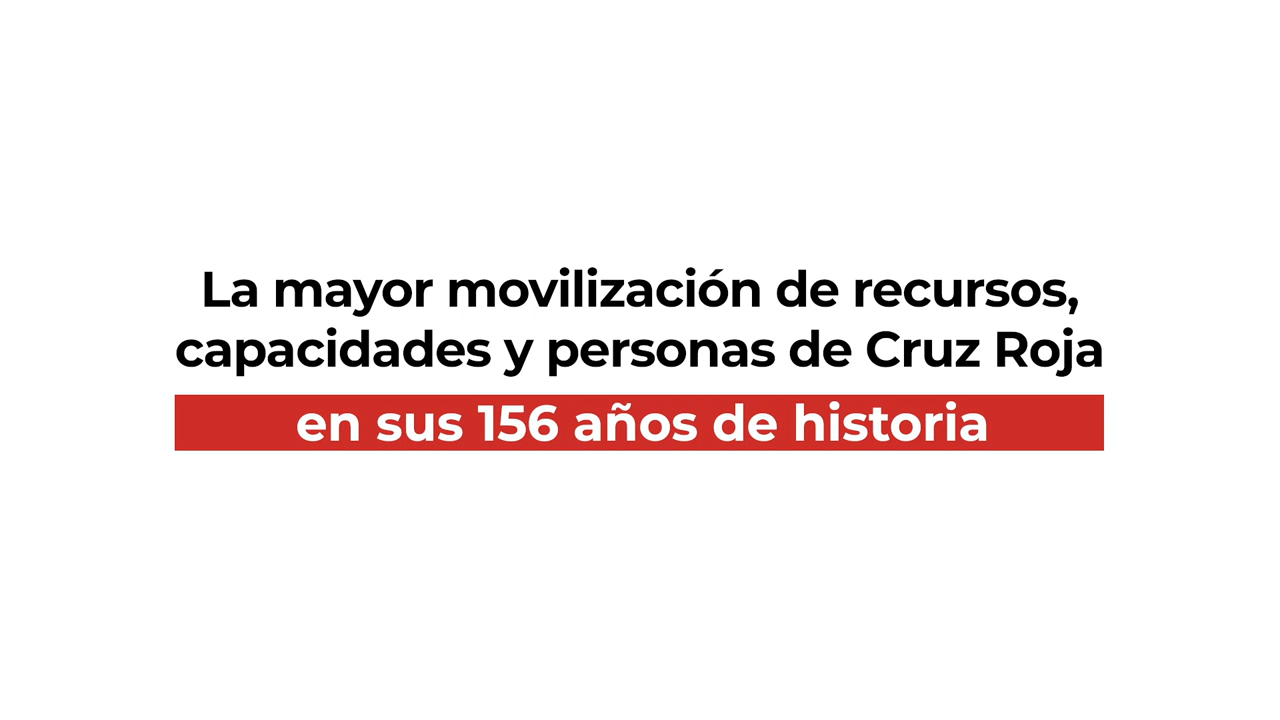 La mayor movilización de recursos,
capacidades y personas de Cruz Roja
en sus 156 años de historia